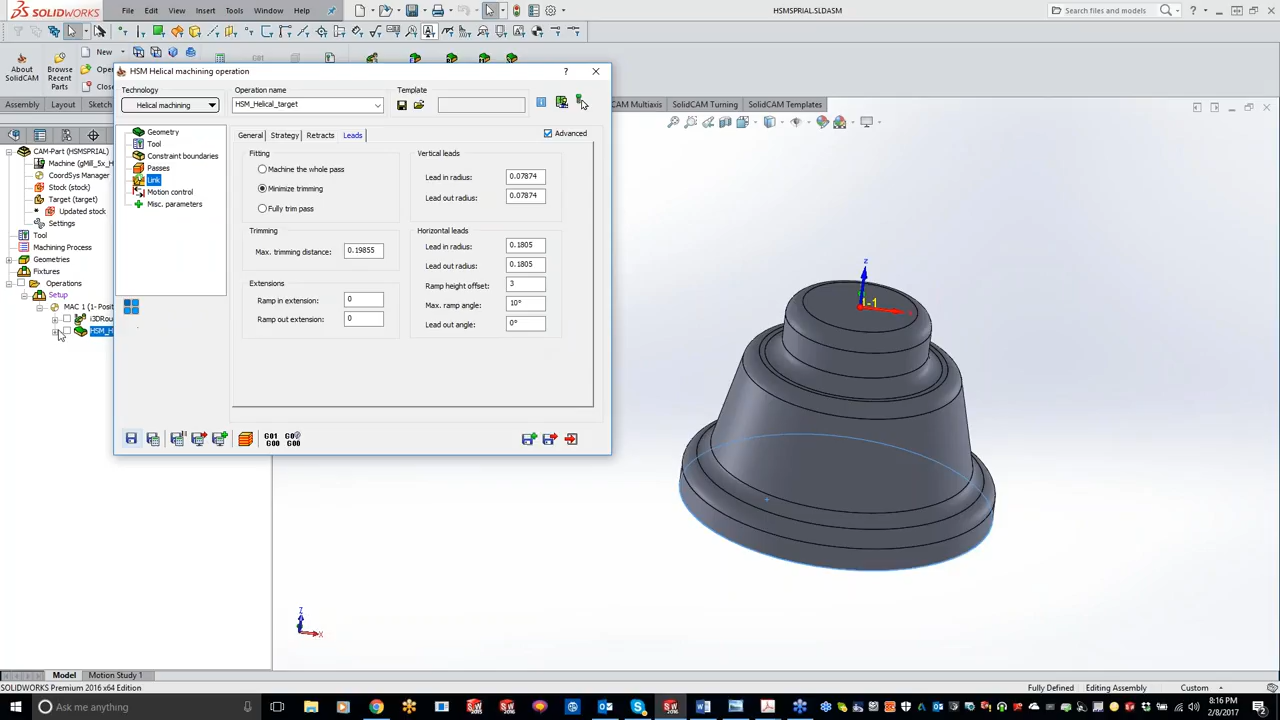 SOLIDWORKS
File Edit View Insert Tools Window Help
HSMSPRIAL.SLDASM
Search files and models
About SolidCAM
Browse Recent Parts
New
Assembly Layout
SolidCAM Turning
SolidCAM Templates
CAM-Part (HSMSPRIAL)
CoordSys Manager
Stock (stock)
Target (target)
Updated stock
Settings
Tool
Machining Process
Geometries
Fixtures
Operations
Setup
HSM Helical machining operation
?
Technology
Helical machining
Operation name
HSM_Helical_target
Template
Geometry
Tool
Constraint boundaries
Passes
Link
Motion control
Misc. parameters
General Strategy Retracts Leads
Advanced
Fitting
Machine the whole pass
Minimize trimming
Fully trim pass
Trimming
Max. trimming distance: 0.19855
Extensions
Ramp in extension: 0
Ramp out extension: 0
Vertical leads
Lead in radius: 0.07874
Lead out radius: 0.07874
Horizontal leads
Lead in radius: 0.1805
Lead out radius: 0.1805
Ramp height offset: 3
Max. ramp angle: 10°
Lead out angle: 0°
G01 G00
z
1-1
Z
X
Model Motion Study 1
SOLIDWORKS Premium 2016 x64 Edition
Fully Defined
Editing Assembly
Custom
Ask me anything
8:16 PM
2/8/2017